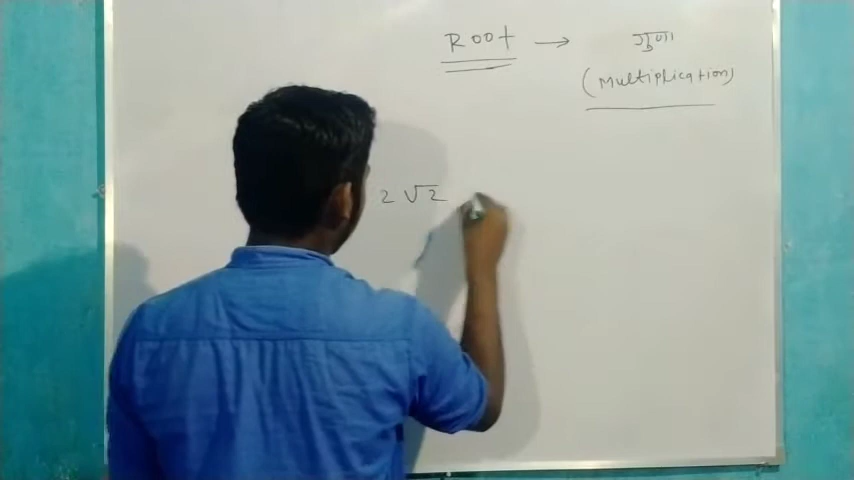 Root → गुणा
(Multiplication)
2 √2